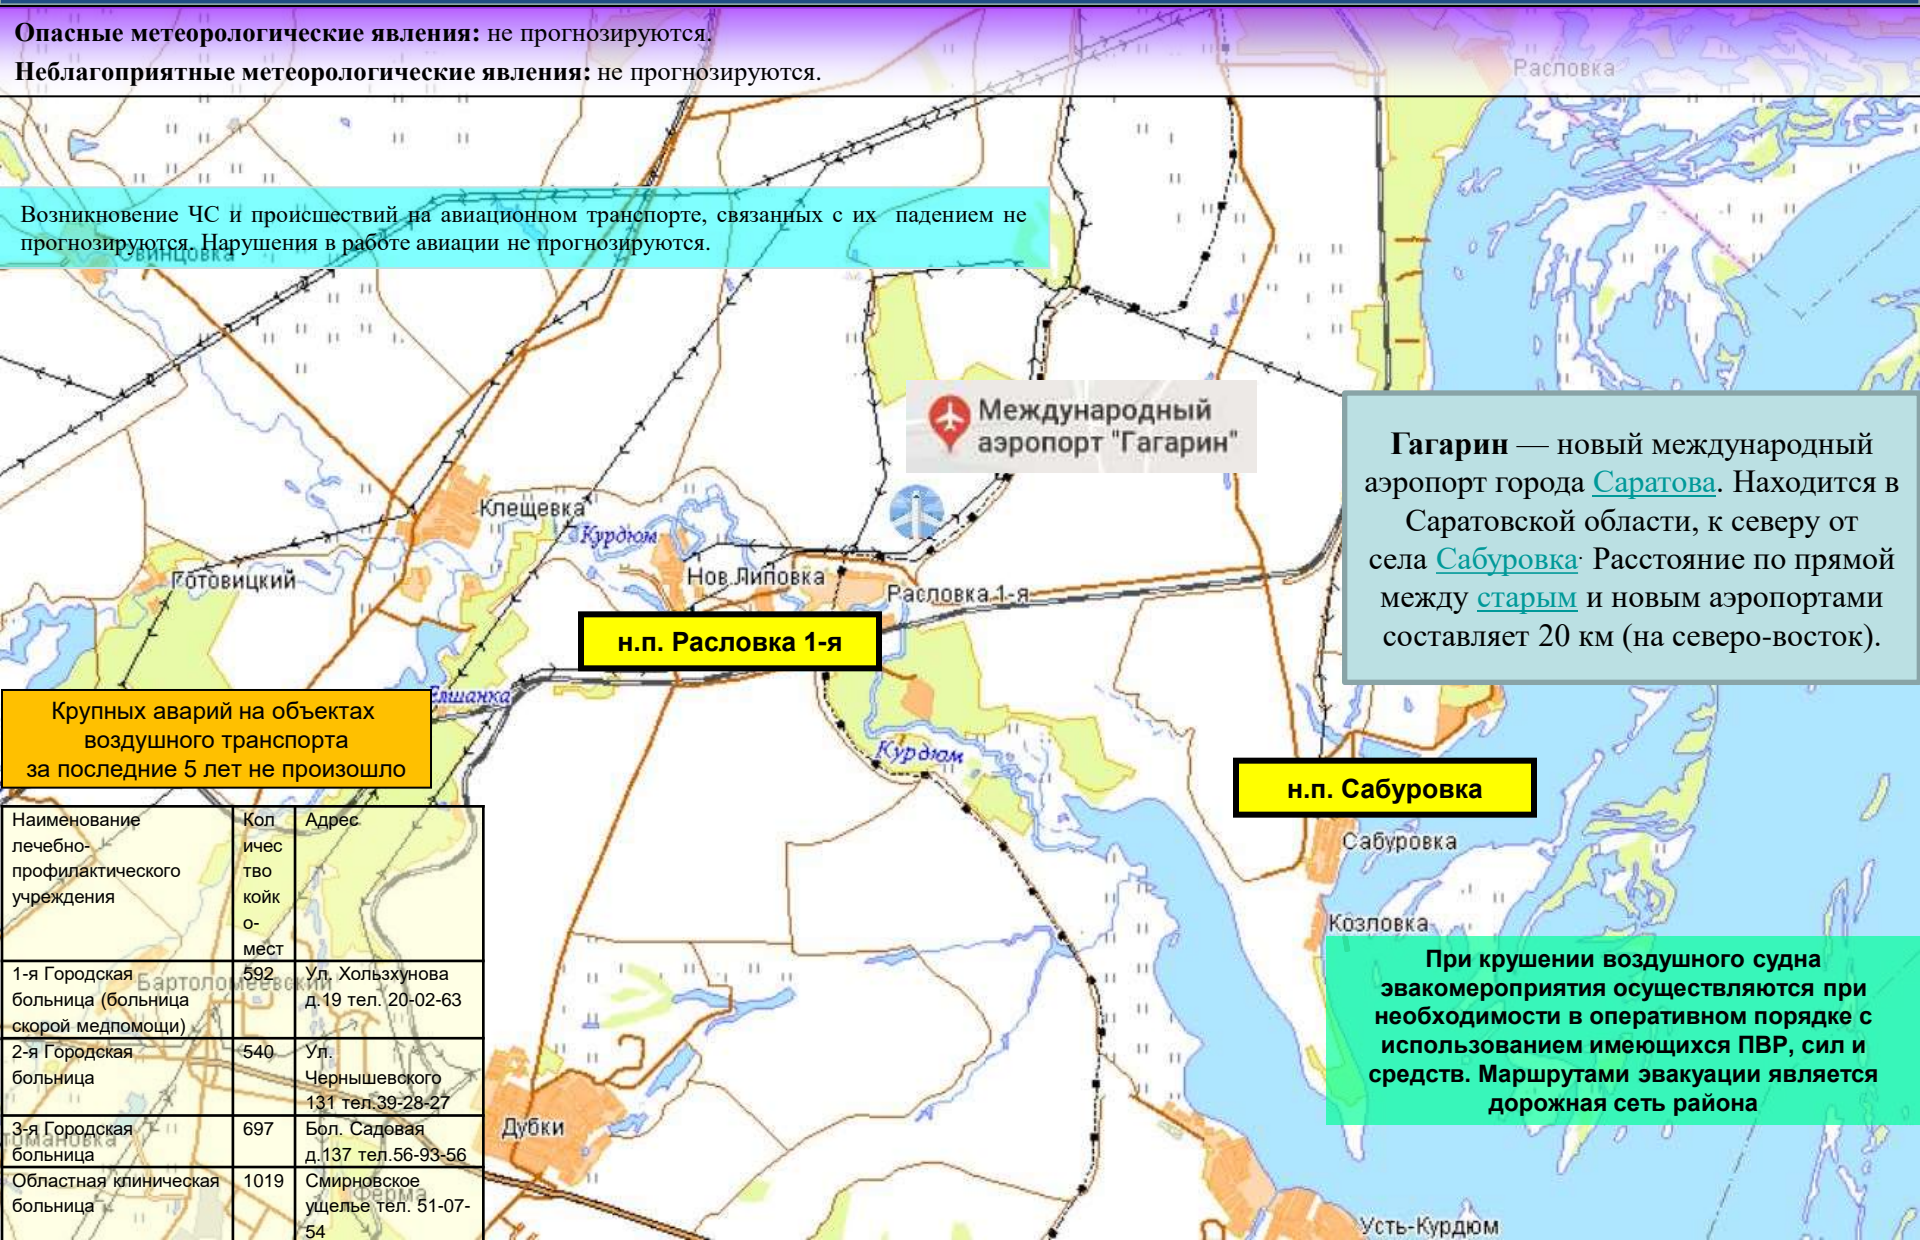 Опасные метеорологические явления: не прогнозируются.
Неблагоприятные метеорологические явления: не прогнозируются.
Расловка
Возникновение ЧС и происшествий на авиационном транспорте, связанных с их падением не
прогнозируются. Нарушения в работе авиации не прогнозируются.
Международный
аэропорт "Гагарин"
Гагарин — новый международный
аэропорт города Саратова. Находится в
Саратовской области, к северу от
села Сабуровка. Расстояние по прямой
между старым и новым аэропортами
составляет 20 км (на северо-восток).
Клещевка
Курдюм
Готовицкий
Нов.Липовка
Расловка 1-я
н.п. Расловка 1-я
Елшанка
Крупных аварий на объектах
воздушного транспорта
за последние 5 лет не произошло
Курдюм
н.п. Сабуровка
Сабуровка
Козловка
При крушении воздушного судна
эвакомероприятия осуществляются при
необходимости в оперативном порядке с
использованием имеющихся ПВР, сил и
средств. Маршрутами эвакуации является
дорожная сеть района
Наименование
лечебно-
профилактического
учреждения
Кол
ичес
тво
койк
о-
мест
Адрес
1-я Городская
больница (больница
скорой медпомощи)
592
Ул. Хользхунова
д.19 тел. 20-02-63
Бартоломеевский
2-я Городская
больница
540
Ул.
Чернышевского
131 тел.39-28-27
3-я Городская
больница
697
Бол. Садовая
д.137 тел.56-93-56
Областная клиническая
больница
1019
Смирновское
ущелье тел. 51-07-
54
Ферма
Дубки
Усть-Курдюм